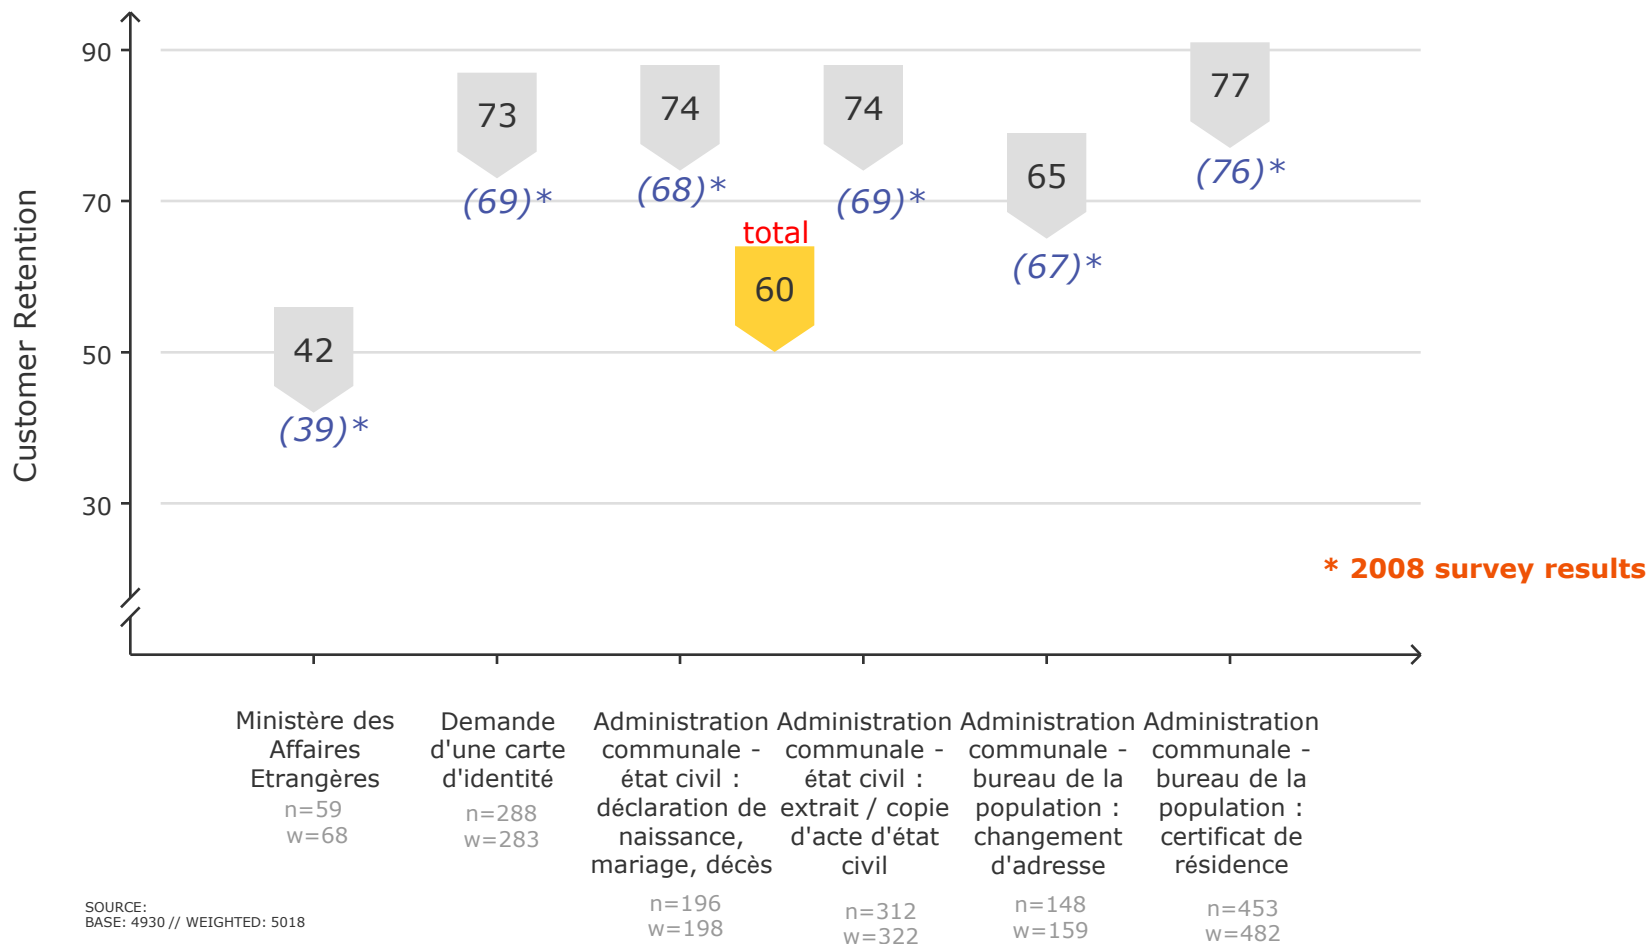 90
70
50
30
Customer Retention
42
(39)*
73
(69)*
74
(68)*
total
60
74
(69)*
65
(67)*
77
(76)*
* 2008 survey results
Ministère des
Affaires
Etrangères
n=59
w=68
Demande
d'une carte
d'identité
n=288
w=283
Administration
communale -
état civil :
déclaration de
naissance,
mariage, décès
n=196
w=198
Administration
communale -
état civil :
extrait / copie
d'acte d'état
civil
n=312
w=322
Administration
communale -
bureau de la
population :
changement
d'adresse
n=148
w=159
Administration
communale -
bureau de la
population :
certificat de
résidence
n=453
w=482
SOURCE:
BASE: 4930 // WEIGHTED: 5018